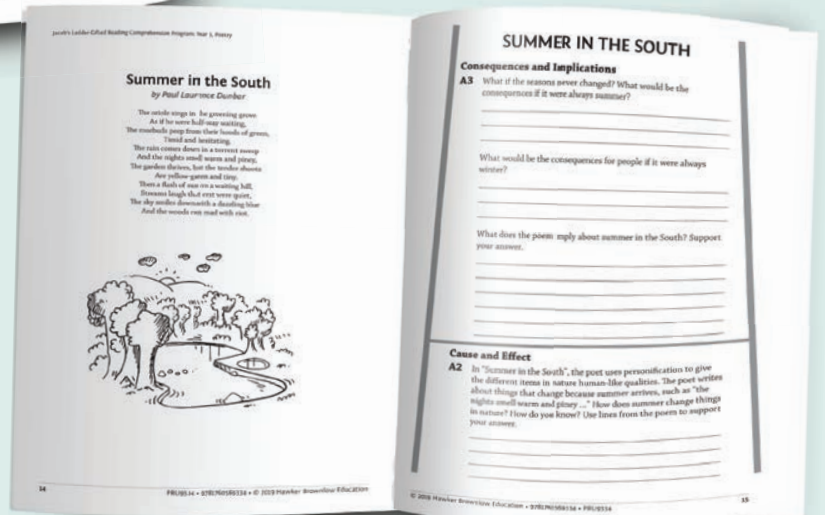 Jacob's Ladder Gifted Reading Comprehension Program: Year 5, Poetry
Summer in the South
by Paul Laurence Dunbar
The oriole sings in he greening grove
As if he were half-way waiting,
The rosebuds peep from their hoods of green,
Timid and hesitating.
The rain comes down in a torrent sweep
And the nights smell warm and piney,
The garden thrives, but the tender shoots
Are yellow-green and tiny.
Then a flash of sun on a waiting hill,
Streams laugh that erst were quiet,
The sky smiles down with a dazzling blue
And the woods run mad with riot.
14
© 2019 Hawker Brownlow Education
SUMMER IN THE SOUTH
Consequences and Implications
A3 What if the seasons never changed? What would be the
consequences if it were always summer?
What would be the consequences for people if it were always
winter?
What does the poem mply about summer in the South? Support
your answer.
Cause and Effect
A2 In "Summer in the South", the poet uses personification to give
the different items in nature human-like qualities. The poet writes
about things that change because summer arrives, such as "the
nights smell warm and piney ..." How does summer change things
in nature? How do you know? Use lines from the poem to support
your answer.
© 2019 Hawker Brownlow Education
15